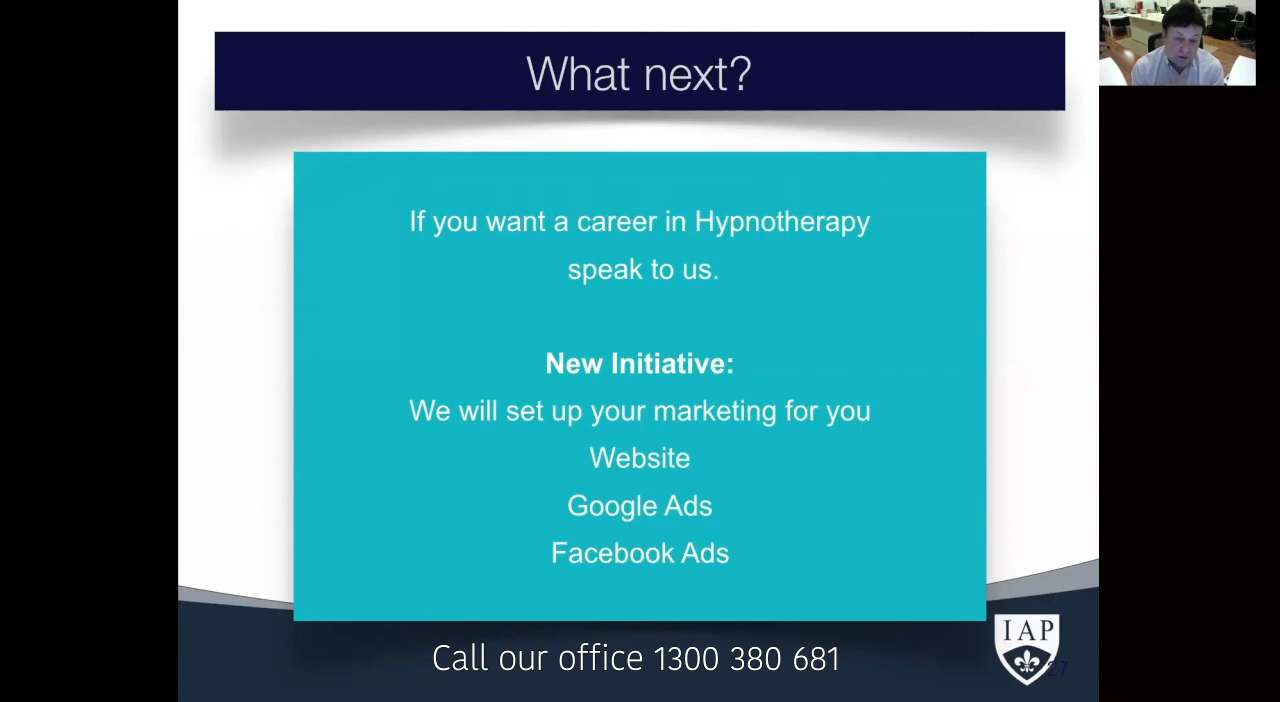 What next?
If you want a career in Hypnotherapy
speak to us.
New Initiative:
We will set up your marketing for you
Website
Google Ads
Facebook Ads
Call our office 1300 380 681
IAP
27